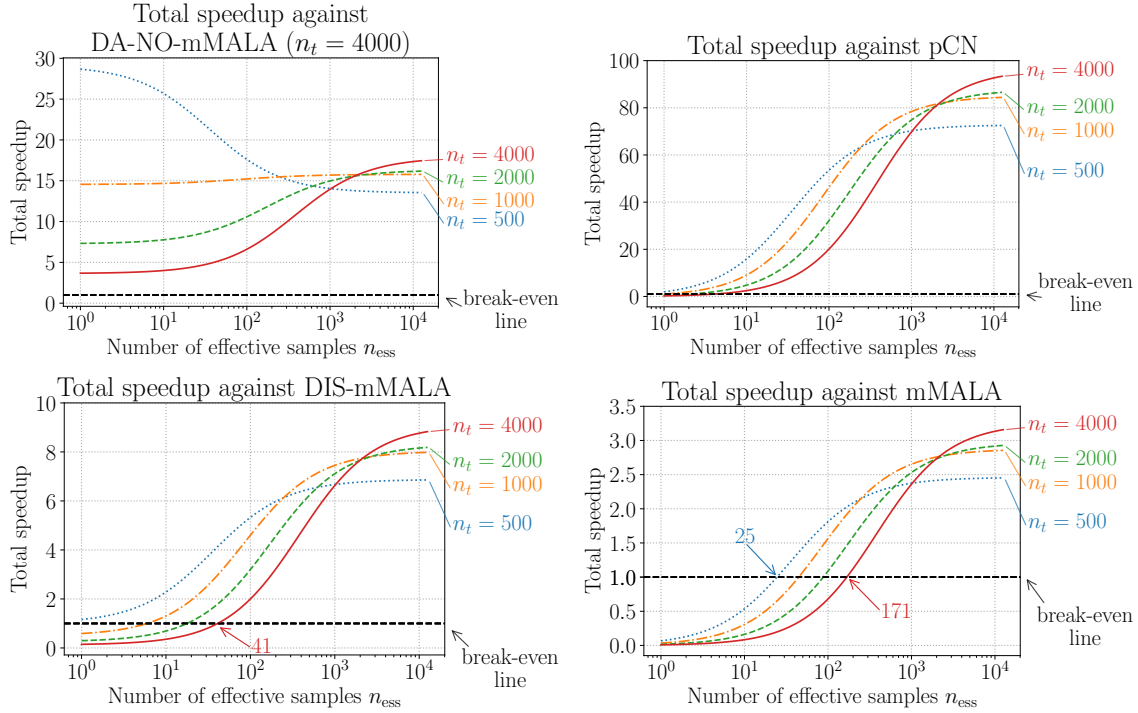 Total speedup against
DA-NO-mMALA (n_t = 4000)
30
25
20
15
10
5
0
Total speedup
10^0
10^1
10^2
10^3
10^4
Number of effective samples n_ess
n_t = 4000
n_t = 2000
n_t = 1000
n_t = 500
break-even
line
Total speedup against pCN
100
80
60
40
20
0
Total speedup
10^0
10^1
10^2
10^3
10^4
Number of effective samples n_ess
n_t = 4000
n_t = 2000
n_t = 1000
n_t = 500
break-even
line
Total speedup against DIS-mMALA
10
8
6
4
2
0
Total speedup
41
10^0
10^1
10^2
10^3
10^4
Number of effective samples n_ess
n_t = 4000
n_t = 2000
n_t = 1000
n_t = 500
break-even
line
Total speedup against mMALA
3.5
3.0
2.5
2.0
1.5
1.0
0.5
0.0
Total speedup
25
171
10^0
10^1
10^2
10^3
10^4
Number of effective samples n_ess
n_t = 4000
n_t = 2000
n_t = 1000
n_t = 500
break-even
line